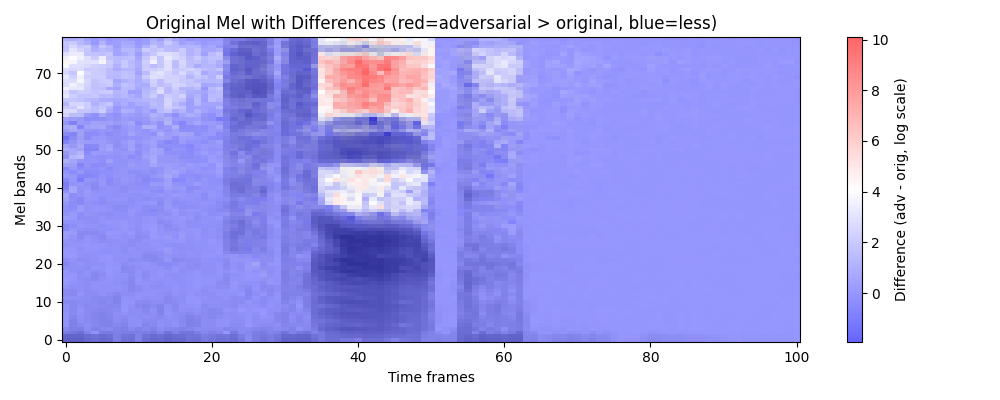 Original Mel with Differences (red=adversarial > original, blue=less)
Mel bands
70
60
50
40
30
20
10
0
0 20 40 60 80 100
Time frames
10
8
6
4
2
0
Difference (adv - orig, log scale)